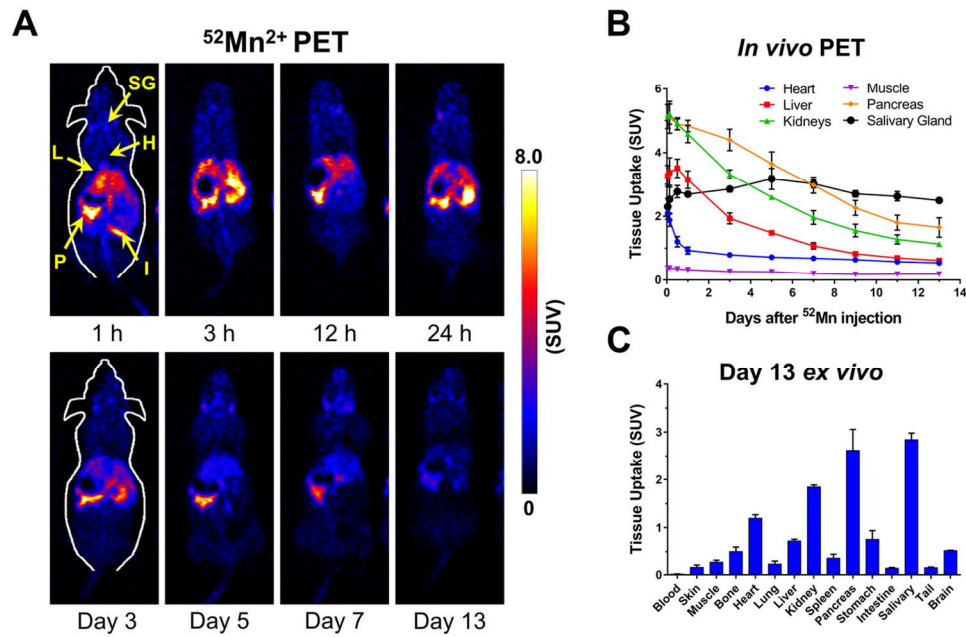 A
⁵²Mn²⁺ PET
SG
H
L
P
I
1 h
3 h
12 h
24 h
Day 3
Day 5
Day 7
Day 13
8.0
(SUV)
0
B
In vivo PET
Heart
Liver
Kidneys
Muscle
Pancreas
Salivary Gland
Tissue Uptake (SUV)
6
4
2
0
0 2 4 6 8 10 12 14
Days after ⁵²Mn injection
C
Day 13 ex vivo
Tissue Uptake (SUV)
4
3
2
1
0
Blood
Skin
Muscle
Bone
Heart
Lung
Liver
Kidney
Spleen
Pancreas
Stomach
Intestine
Salivary
Tail
Brain